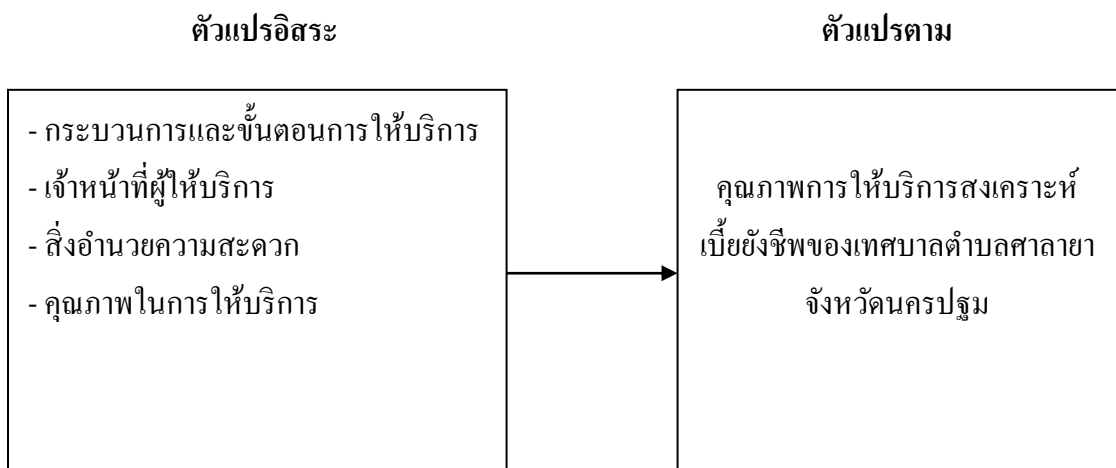 ตัวแปรอิสระ
ตัวแปรตาม
- กระบวนการและขั้นตอนการให้บริการ
- เจ้าหน้าที่ผู้ให้บริการ
- สิ่งอำนวยความสะดวก
- คุณภาพในการให้บริการ
คุณภาพการให้บริการสงเคราะห์
เบี้ยยังชีพของเทศบาลตำบลศาลายา
จังหวัดนครปฐม